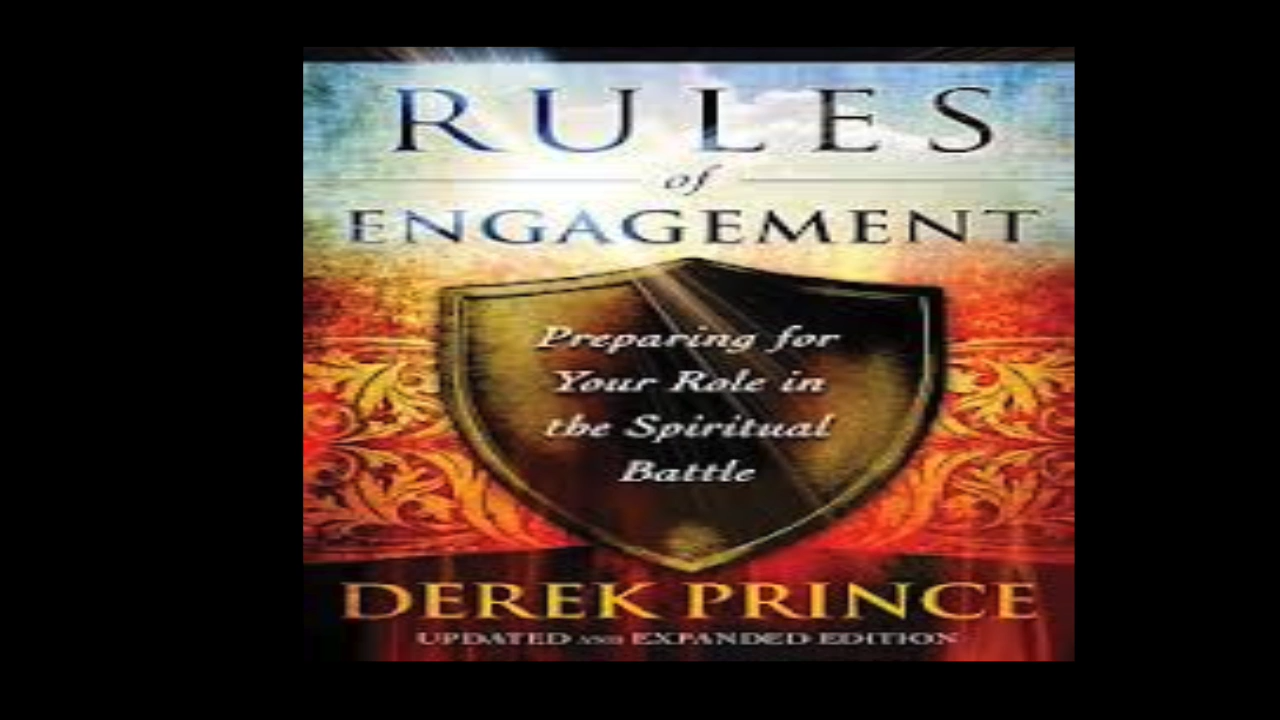 RULES
of
ENGAGEMENT
Preparing for
Your Role in
the Spiritual
Battle
DEREK PRINCE
UPDATED AND EXPANDED EDITION